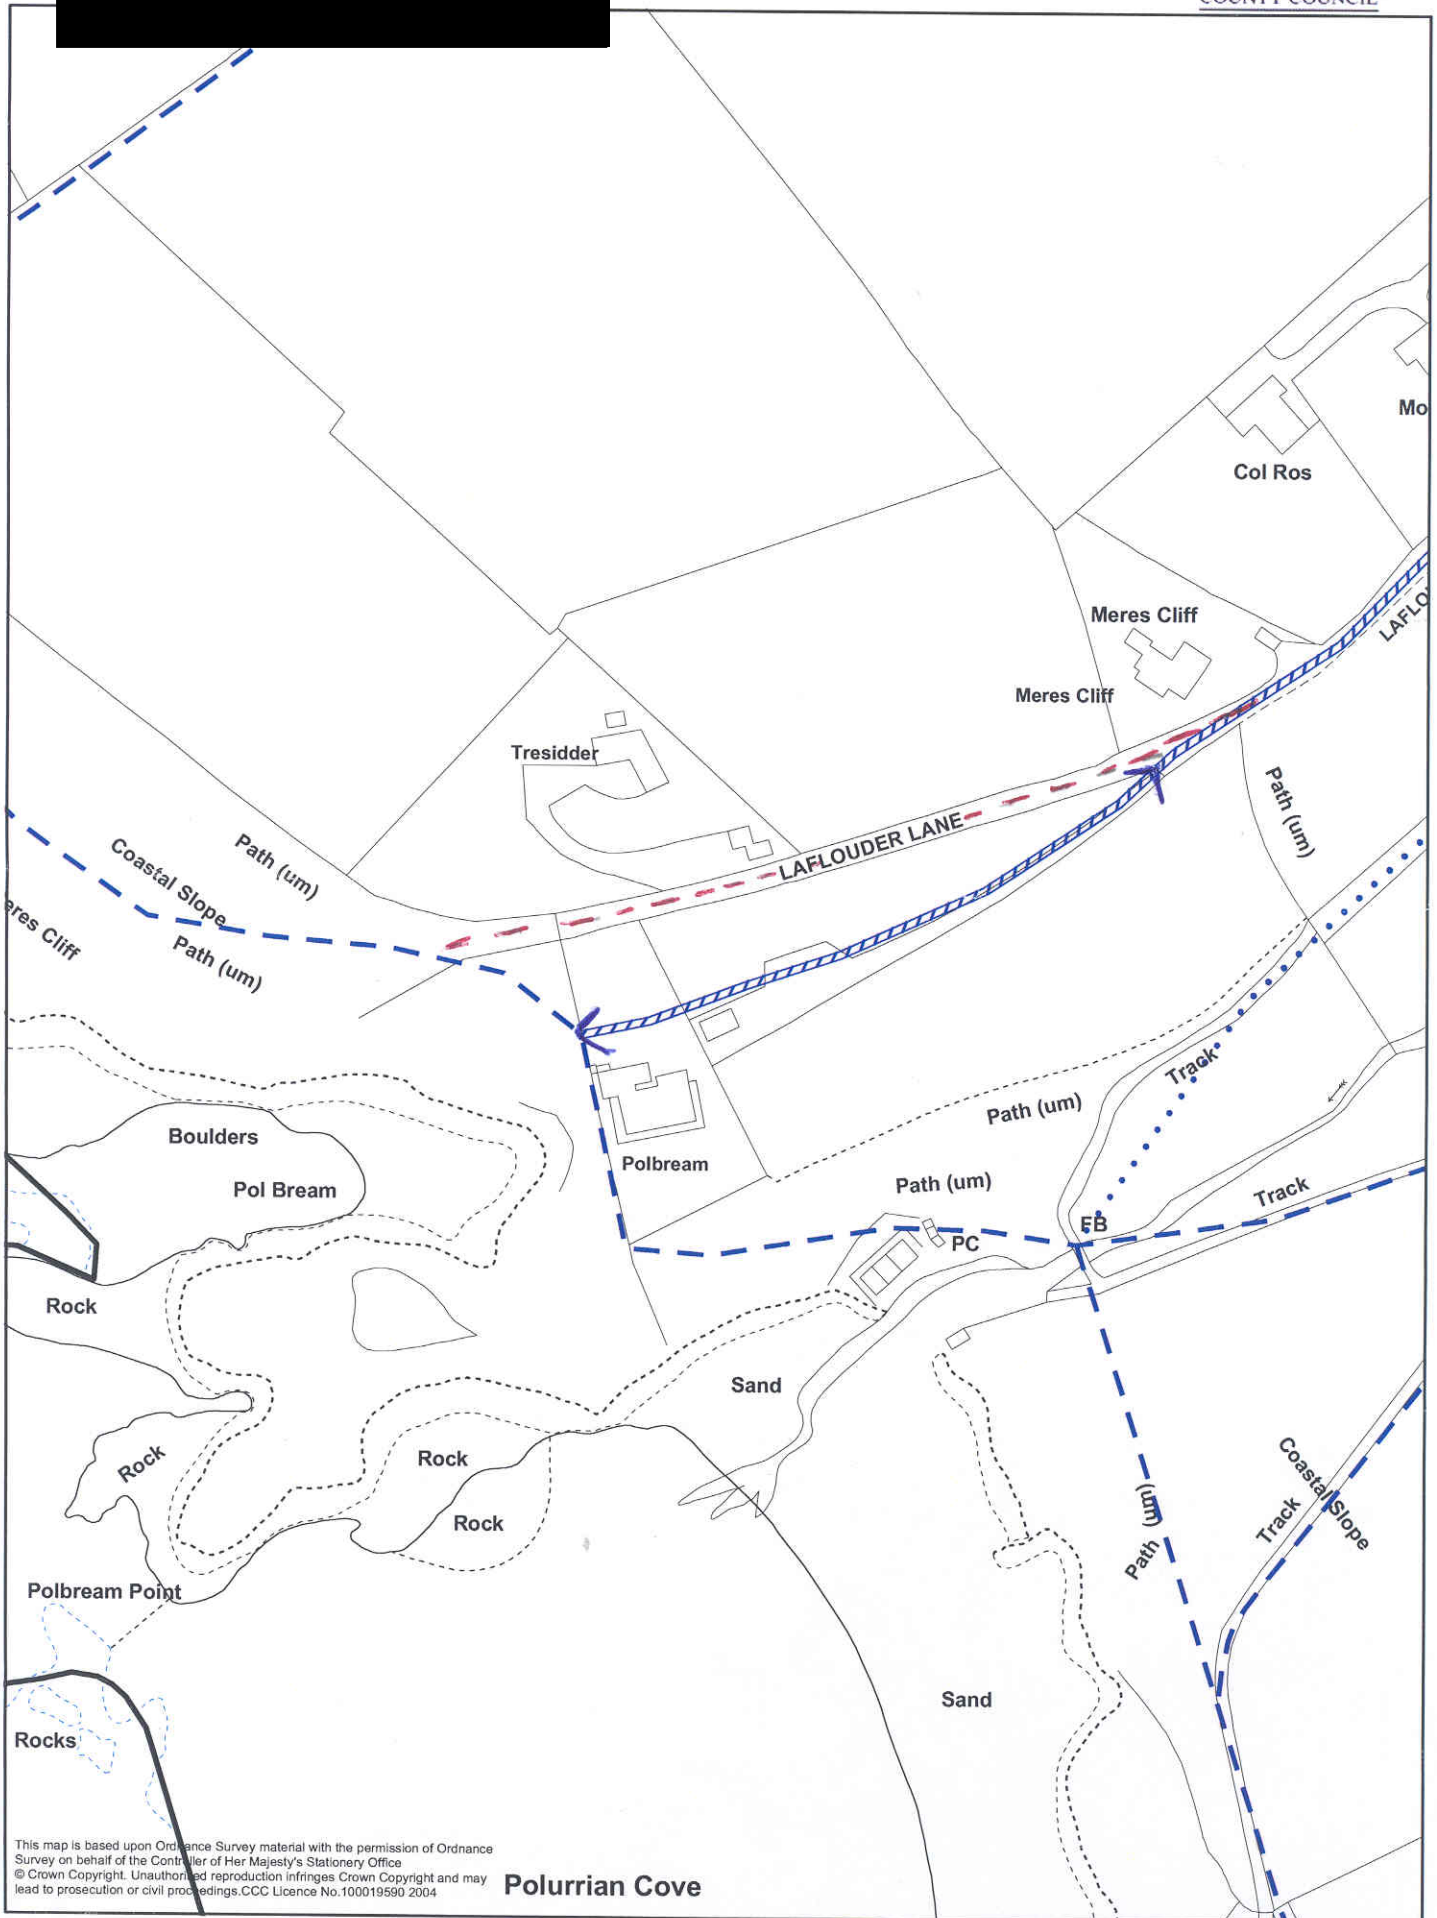 COUNTY COUNCIL
Mo
Col Ros
LAFLO
Meres Cliff
Meres Cliff
Tresidder
Path (um)
LAFLOUDER LANE
Path (um)
Coastal Slope
Path (um)
eres Cliff
Track
Path (um)
Boulders
Polbream
Pol Bream
Path (um)
Track
FB
PC
Rock
Sand
Rock
Rock
Rock
Coastal Slope
Track
Path (um)
Polbream Point
Sand
Rocks
This map is based upon Ordnance Survey material with the permission of Ordnance
Survey on behalf of the Controller of Her Majesty's Stationery Office
© Crown Copyright. Unauthorized reproduction infringes Crown Copyright and may
lead to prosecution or civil proceedings.CCC Licence No.100019590 2004
Polurrian Cove